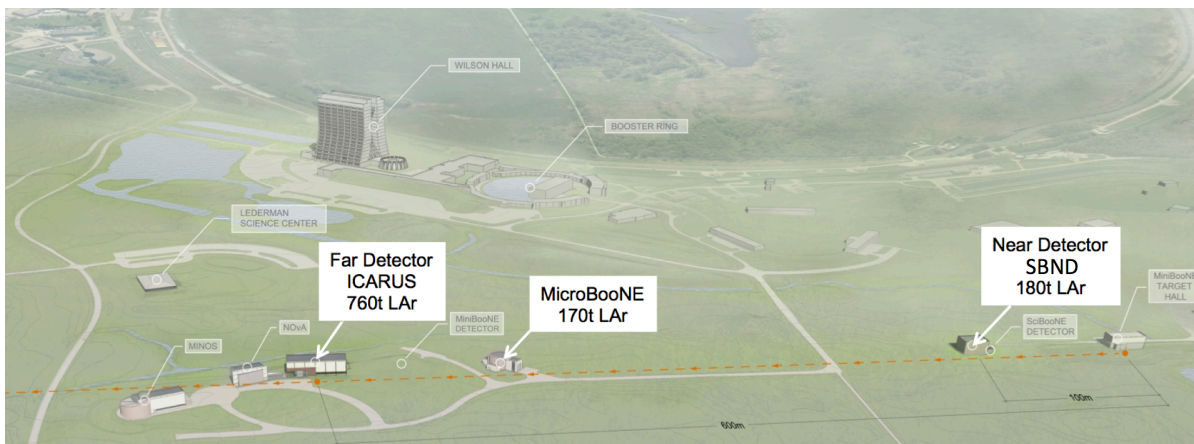 WILSON HALL
BOOSTER RING
LEDERMAN
SCIENCE CENTER
Far Detector
ICARUS
760t LAr
MicroBooNE
170t LAr
Near Detector
SBND
180t LAr
MiniBooNE
TARGET
HALL
MiniBooNE
DETECTOR
SciBooNE
DETECTOR
NOvA
MINOS
100m
600m